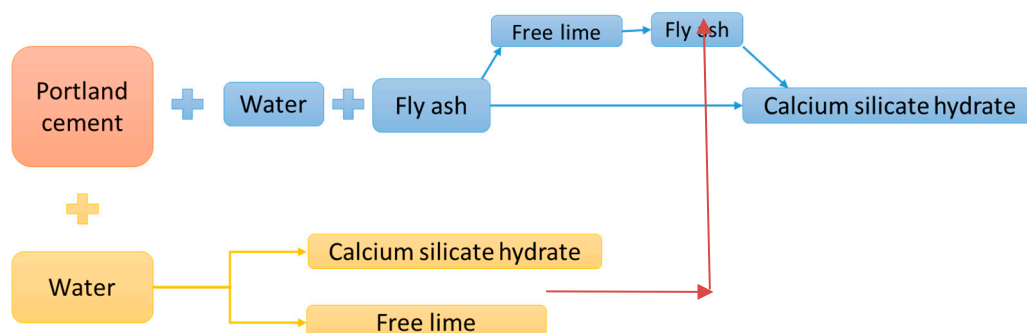 Free lime
Fly ash
Portland
cement
Water
Fly ash
Calcium silicate hydrate
Water
Calcium silicate hydrate
Free lime